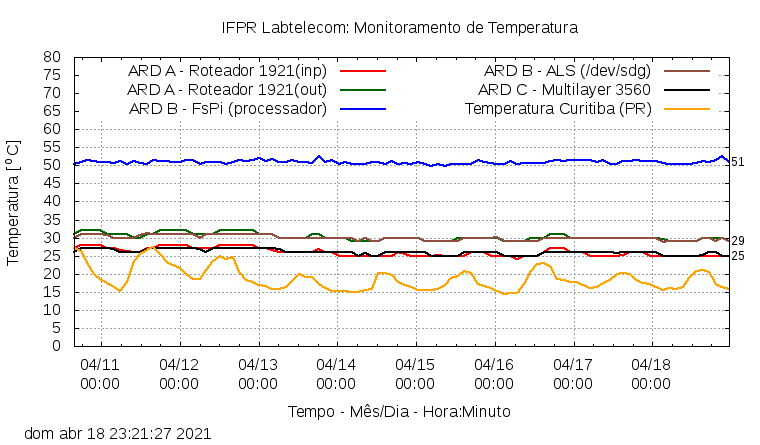 IFPR Labtelecom: Monitoramento de Temperatura
Temperatura [ºC]
80
75
70
65
60
55
50
45
40
35
30
25
20
15
10
5
0
ARD A - Roteador 1921(inp)
ARD A - Roteador 1921(out)
ARD B - FsPi (processador)
ARD B - ALS (/dev/sdg)
ARD C - Multilayer 3560
Temperatura Curitiba (PR)
51
29
25
04/11 04/12 04/13 04/14 04/15 04/16 04/17 04/18
00:00 00:00 00:00 00:00 00:00 00:00 00:00 00:00
Tempo - Mês/Dia - Hora:Minuto
dom abr 18 23:21:27 2021